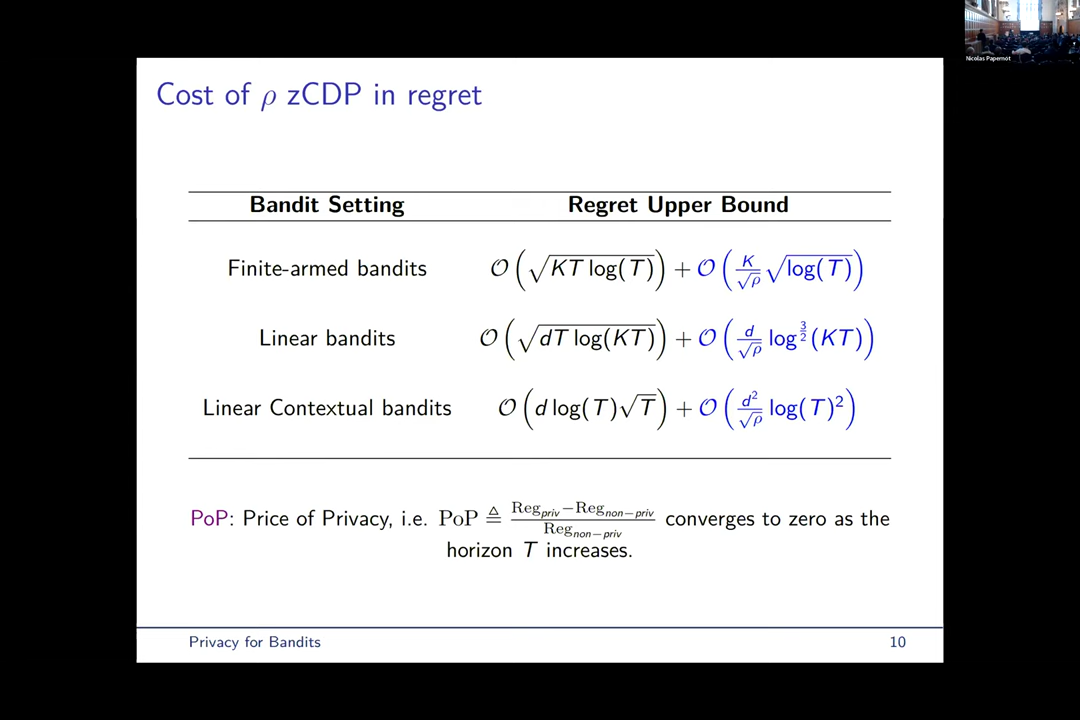 Nicolas Papernot
Cost of ρ zCDP in regret
Bandit Setting Regret Upper Bound
Finite-armed bandits 𝒪(√(KT log(T))) + 𝒪(K/√ρ √(log(T)))
Linear bandits 𝒪(√(dT log(KT))) + 𝒪(d/√ρ log^(3/2)(KT))
Linear Contextual bandits 𝒪(d log(T)√T) + 𝒪(d²/√ρ log(T)²)
PoP: Price of Privacy, i.e. PoP ≜ (Reg_priv − Reg_non−priv)/Reg_non−priv converges to zero as the
horizon T increases.
Privacy for Bandits 10